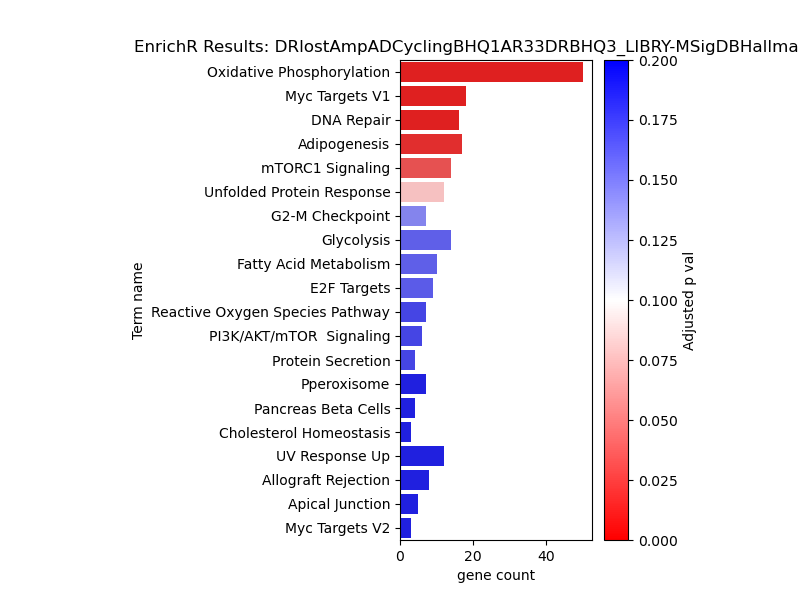 EnrichR Results: DRlostAmpADCyclingBHQ1AR33DRBHQ3_LIBRY-MSigDBHallma
Oxidative Phosphorylation
Myc Targets V1
DNA Repair
Adipogenesis
mTORC1 Signaling
Unfolded Protein Response
G2-M Checkpoint
Glycolysis
Fatty Acid Metabolism
E2F Targets
Reactive Oxygen Species Pathway
PI3K/AKT/mTOR  Signaling
Protein Secretion
Pperoxisome
Pancreas Beta Cells
Cholesterol Homeostasis
UV Response Up
Allograft Rejection
Apical Junction
Myc Targets V2
Term name
0 20 40
gene count
0.200
0.175
0.150
0.125
0.100
0.075
0.050
0.025
0.000
Adjusted p val